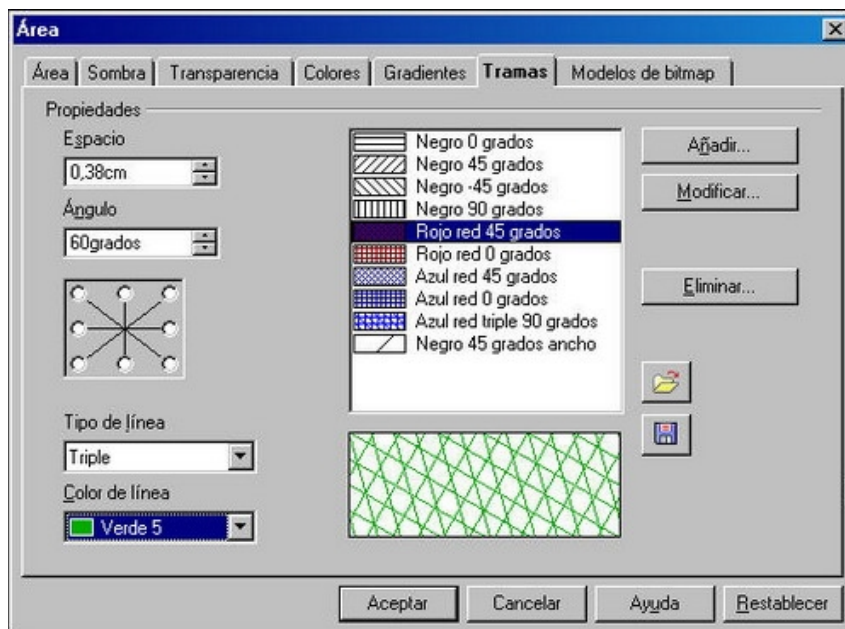 Área
Área Sombra Transparencia Colores Gradientes Tramas Modelos de bitmap
Propiedades
Espacio
0,38cm
Ángulo
60grados
Tipo de línea
Triple
Color de línea
Verde 5
Negro 0 grados
Negro 45 grados
Negro -45 grados
Negro 90 grados
Rojo red 45 grados
Rojo red 0 grados
Azul red 45 grados
Azul red 0 grados
Azul red triple 90 grados
Negro 45 grados ancho
Añadir...
Modificar...
Eliminar...
Aceptar Cancelar Ayuda Restablecer